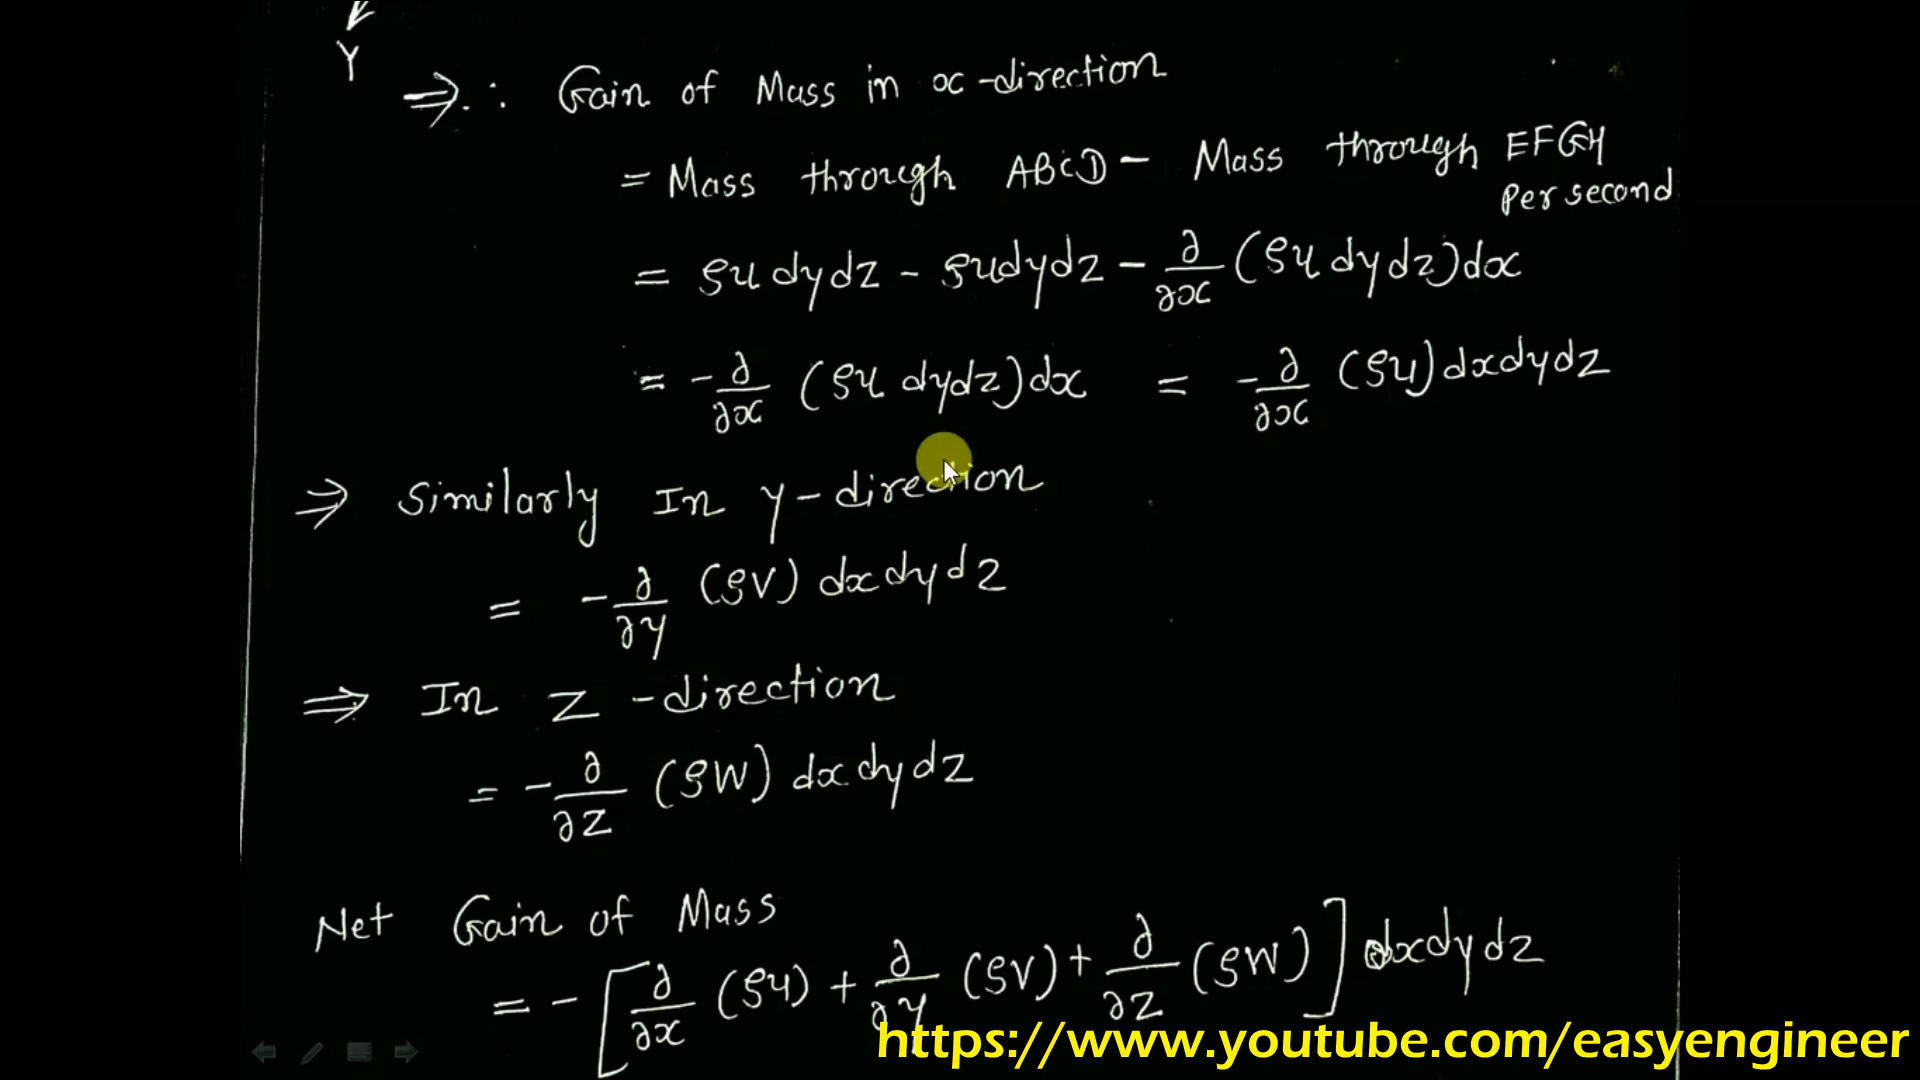 Y
⇒ ∴ Gain of Mass in x-direction
= Mass through ABCD − Mass through EFGH
Per second
= ρu dydz − ρudydz − ∂/∂x (ρu dydz)dx
= −∂/∂x (ρu dydz)dx = −∂/∂x (ρu)dxdydz
⇒ Similarly In Y-direction
= −∂/∂y (ρV) dxdydz
⇒ In Z-direction
= −∂/∂z (ρW) dxdydz
Net Gain of Mass
= −[∂/∂x (ρu) + ∂/∂y (ρV) + ∂/∂z (ρW)] dxdydz
https://www.youtube.com/easyengineer